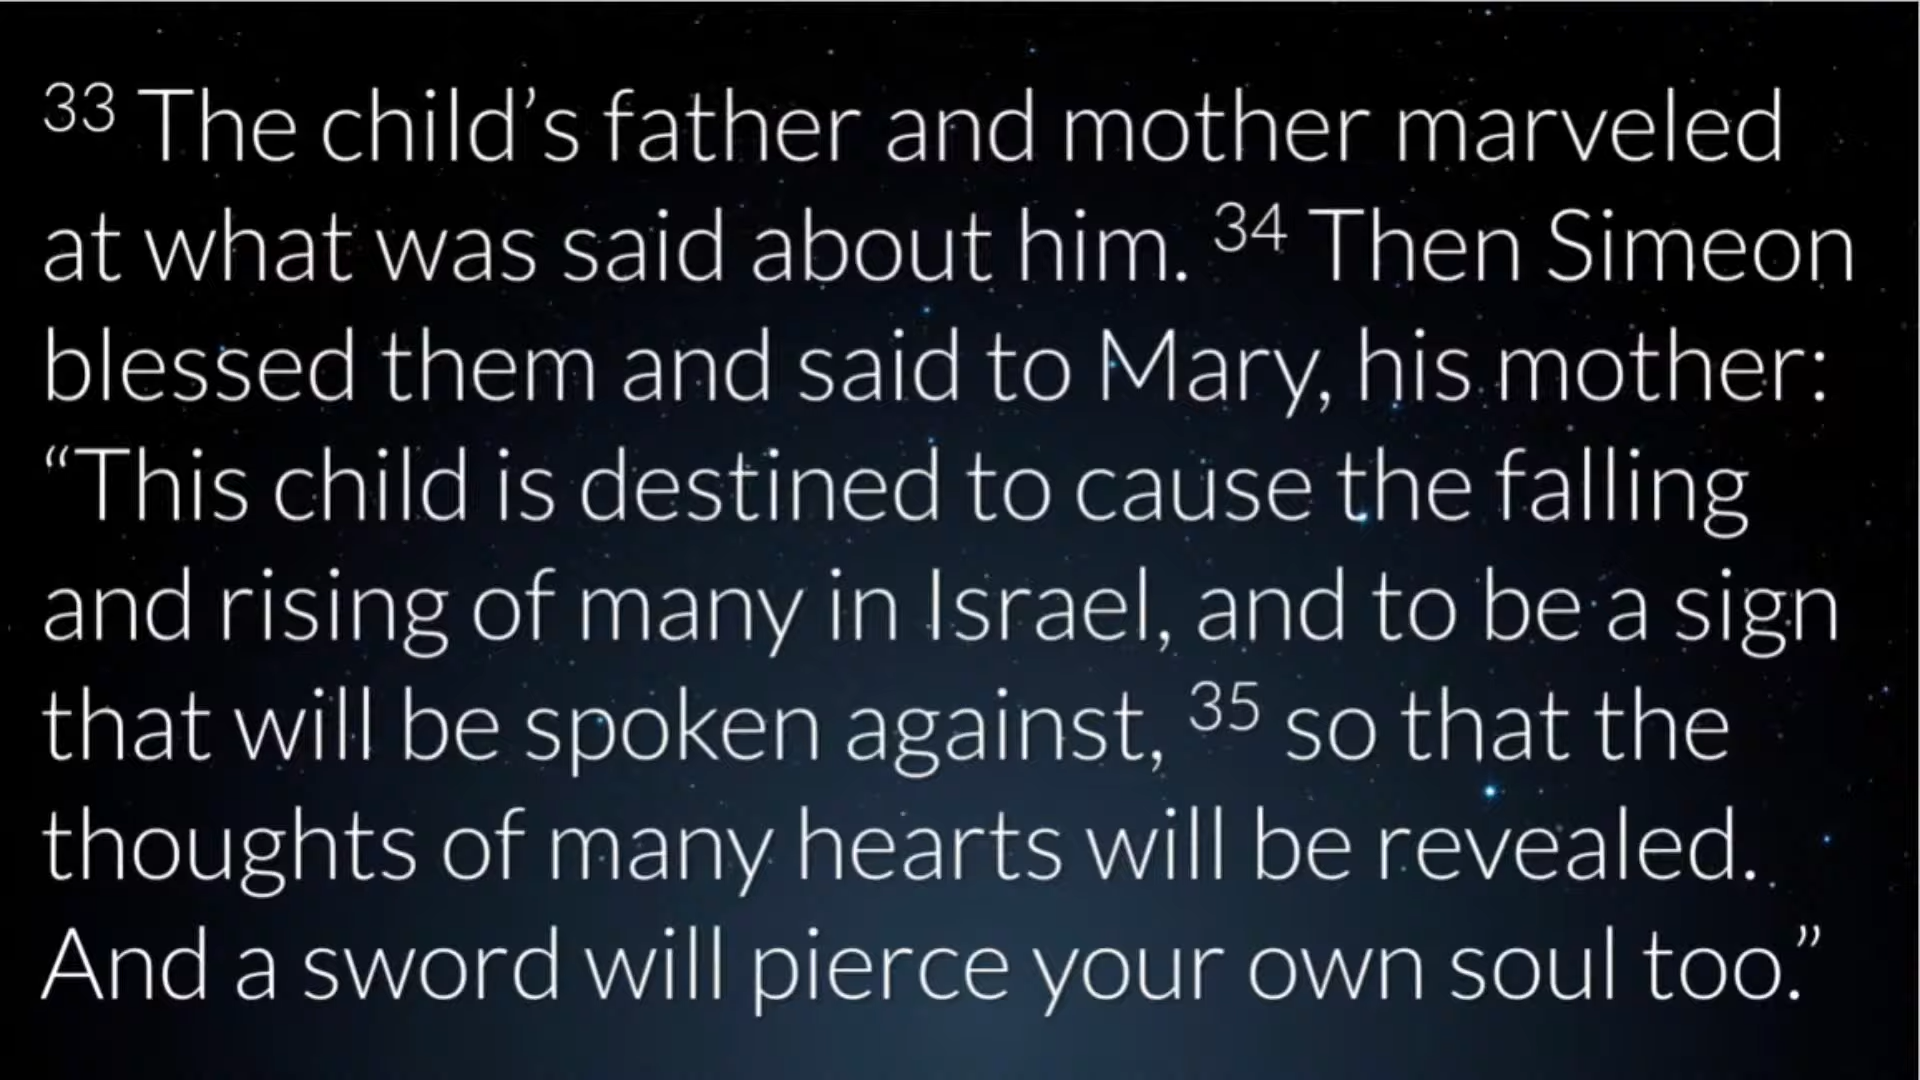 33 The child’s father and mother marveled
at what was said about him. 34 Then Simeon
blessed them and said to Mary, his mother:
“This child is destined to cause the falling
and rising of many in Israel, and to be a sign
that will be spoken against, 35 so that the
thoughts of many hearts will be revealed.
And a sword will pierce your own soul too.”